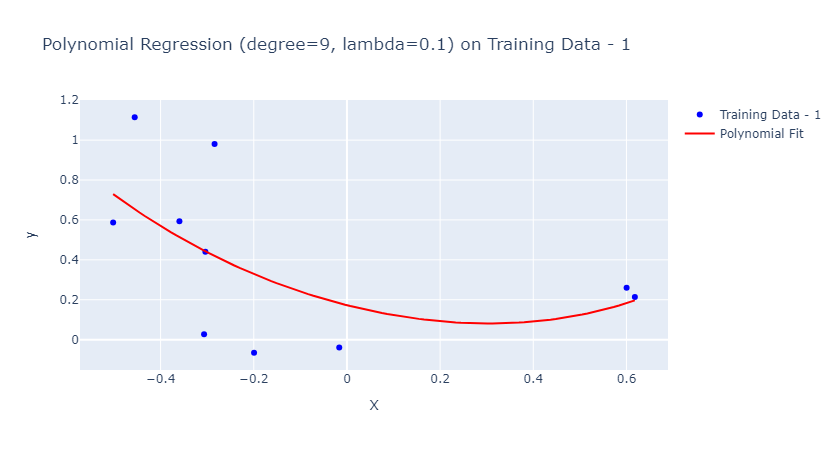 Polynomial Regression (degree=9, lambda=0.1) on Training Data - 1
Training Data - 1
Polynomial Fit
1.2
1
0.8
0.6
0.4
0.2
0
y
−0.4
−0.2
0
0.2
0.4
0.6
X